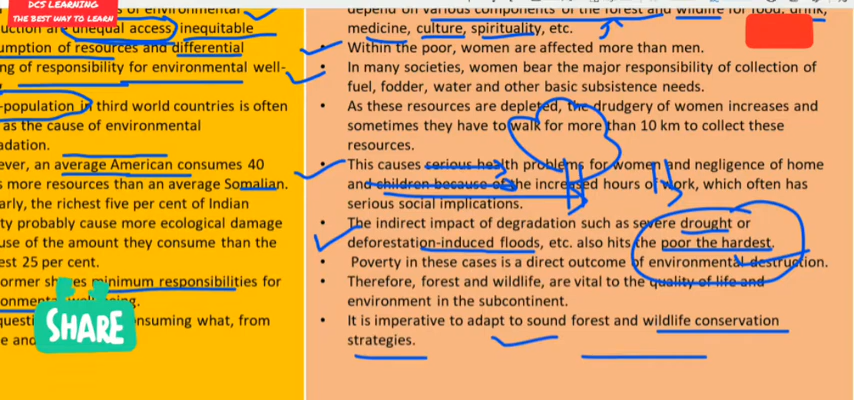 DCS LEARNING
THE BEST WAY TO LEARN
of environmental
are unequal access, inequitable
of resources and differential
ng of responsibility for environmental well-
-population in third world countries is often
as the cause of environmental
adation.
ever, an average American consumes 40
s more resources than an average Somalian.
arly, the richest five per cent of Indian
ty probably cause more ecological damage
use of the amount they consume than the
est 25 per cent.
ormer shares minimum responsibilities for
SHARE
nsuming what, from
e and
depend on various components of the forest and wildlife for food, drink,
medicine, culture, spirituality, etc.
• Within the poor, women are affected more than men.
• In many societies, women bear the major responsibility of collection of
fuel, fodder, water and other basic subsistence needs.
• As these resources are depleted, the drudgery of women increases and
sometimes they have to walk for more than 10 km to collect these
resources.
• This causes serious health problems for women and negligence of home
and children because of the increased hours of work, which often has
serious social implications.
• The indirect impact of degradation such as severe drought or
deforestation-induced floods, etc. also hits the poor the hardest.
• Poverty in these cases is a direct outcome of environmental destruction.
• Therefore, forest and wildlife, are vital to the quality of life and
environment in the subcontinent.
• It is imperative to adapt to sound forest and wildlife conservation
strategies.